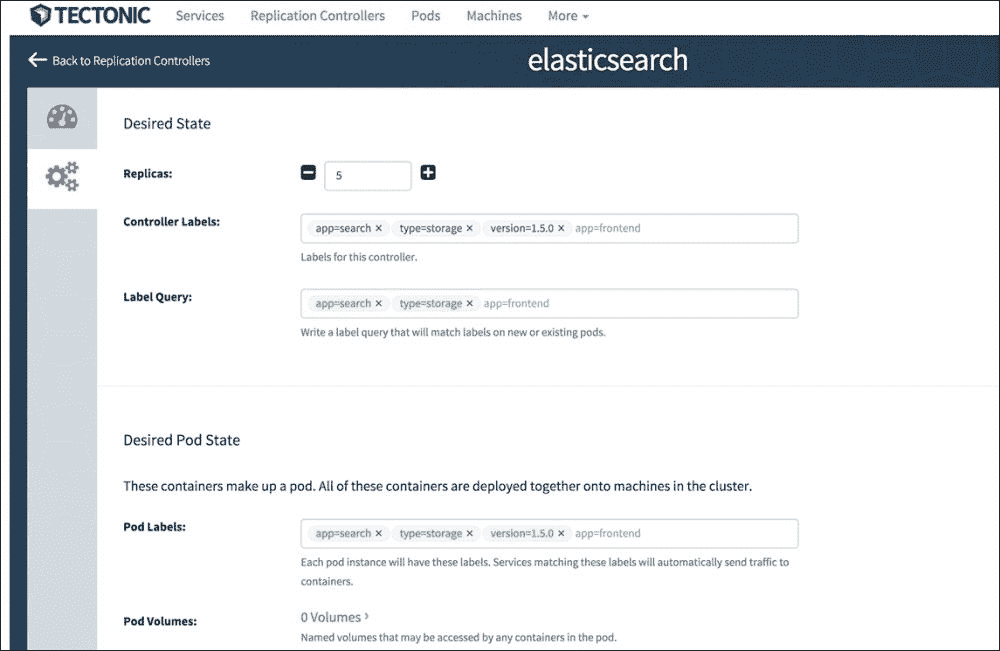 TECTONIC Services Replication Controllers Pods Machines More
Back to Replication Controllers
elasticsearch
Desired State
Replicas: 5
Controller Labels: app=search × type=storage × version=1.5.0 × app=frontend
Labels for this controller.
Label Query: app=search × type=storage × app=frontend
Write a label query that will match labels on new or existing pods.
Desired Pod State
These containers make up a pod. All of these containers are deployed together onto machines in the cluster.
Pod Labels: app=search × type=storage × version=1.5.0 × app=frontend
Each pod instance will have these labels. Services matching these labels will automatically send traffic to
containers.
Pod Volumes: 0 Volumes ›
Named volumes that may be accessed by any containers in the pod.